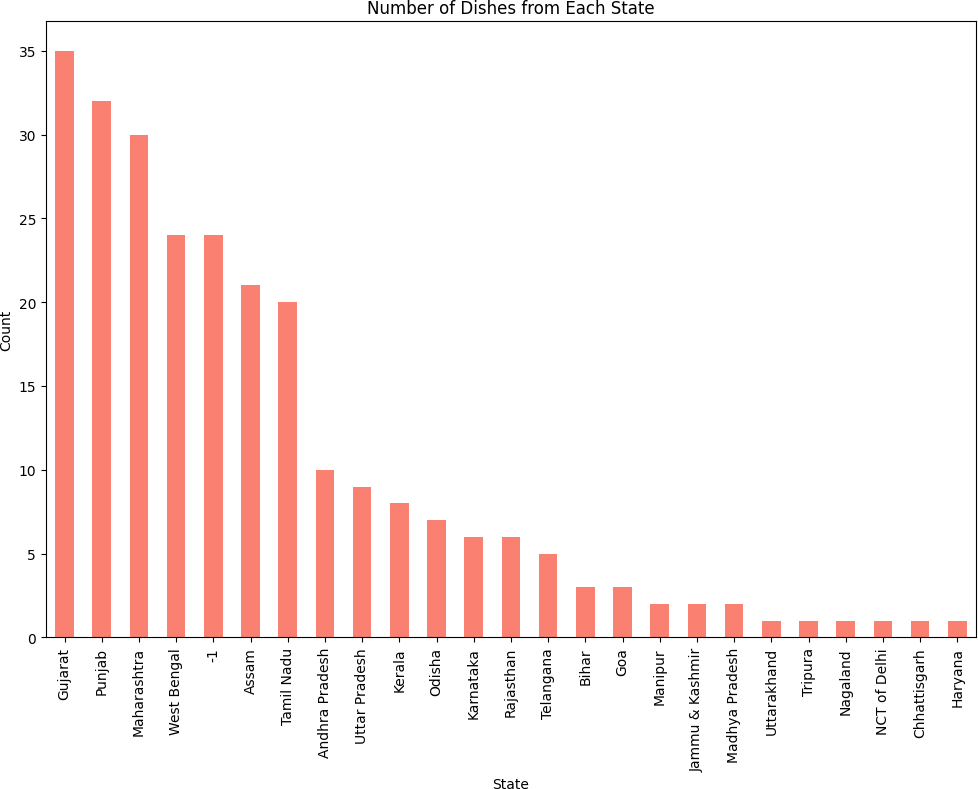 Number of Dishes from Each State
Count
35
30
25
20
15
10
5
0
Gujarat
Punjab
Maharashtra
West Bengal
-1
Assam
Tamil Nadu
Andhra Pradesh
Uttar Pradesh
Kerala
Odisha
Karnataka
Rajasthan
Telangana
Bihar
Goa
Manipur
Jammu & Kashmir
Madhya Pradesh
Uttarakhand
Tripura
Nagaland
NCT of Delhi
Chhattisgarh
Haryana
State